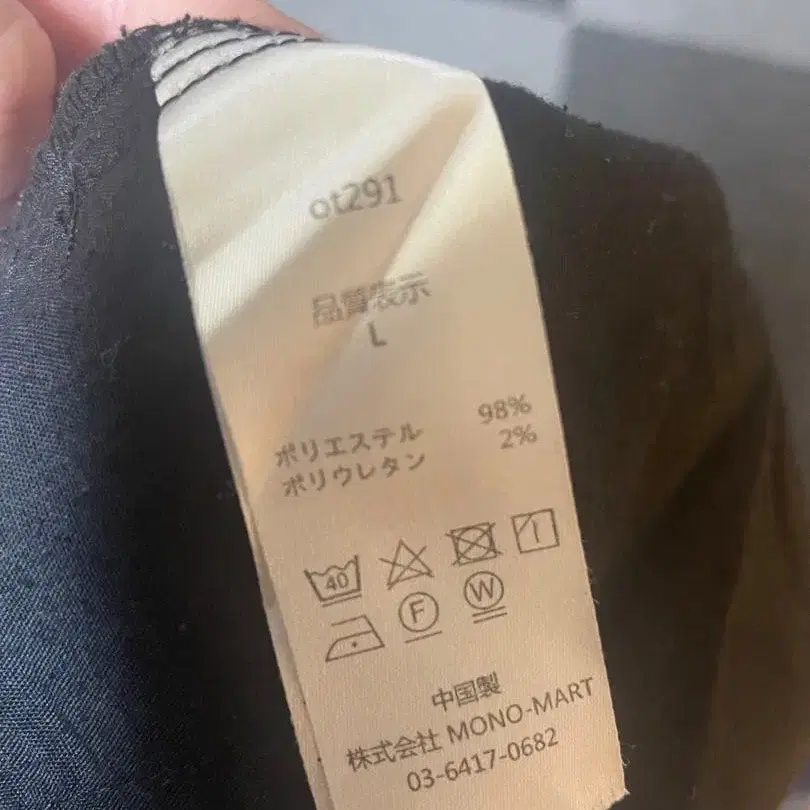 ot291
品質表示
L
ポリエステル 98%
ポリウレタン 2%
40
F W
中国製
株式会社 MONO-MART
03-6417-0682